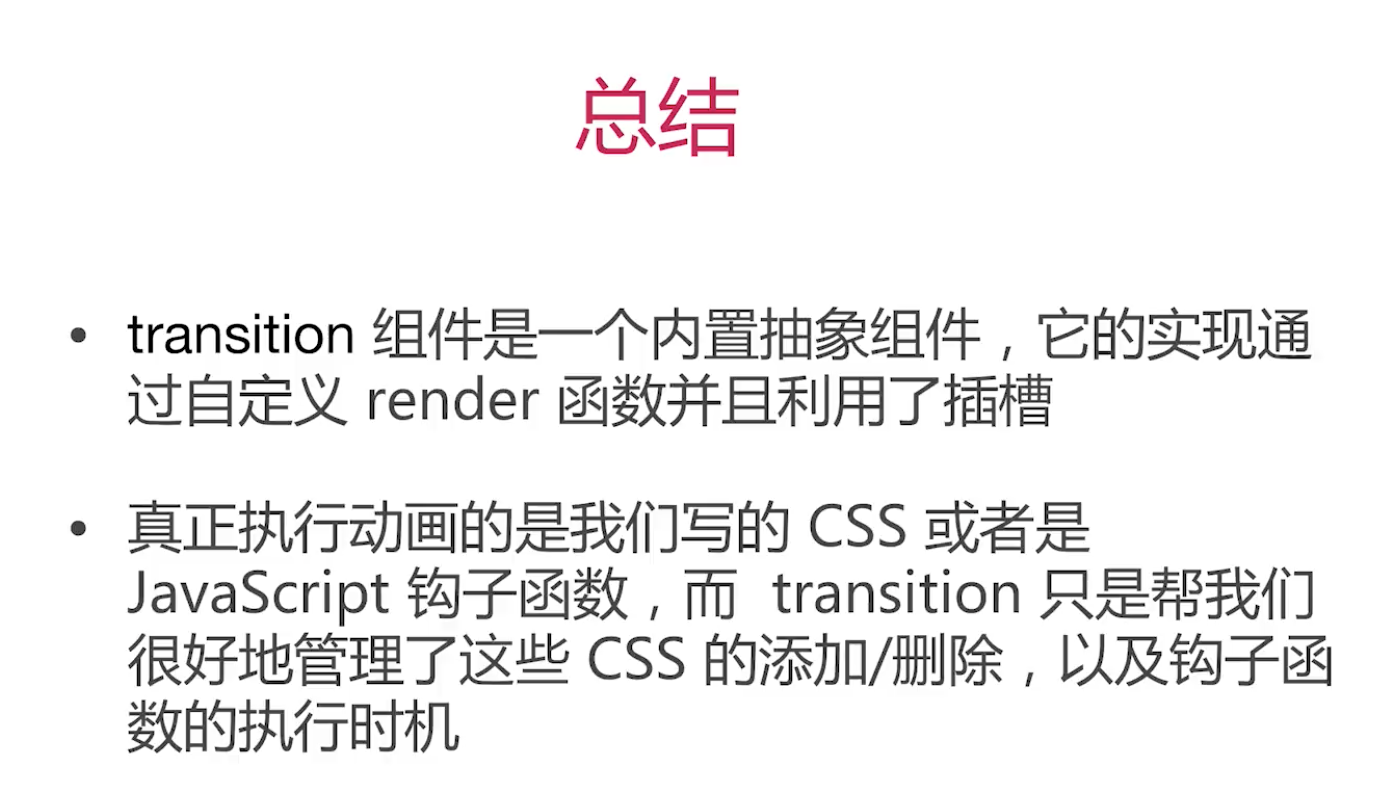 总结
• transition 组件是一个内置抽象组件，它的实现通
过自定义 render 函数并且利用了插槽
• 真正执行动画的是我们写的 CSS 或者是
JavaScript 钩子函数，而 transition 只是帮我们
很好地管理了这些 CSS 的添加/删除，以及钩子函
数的执行时机